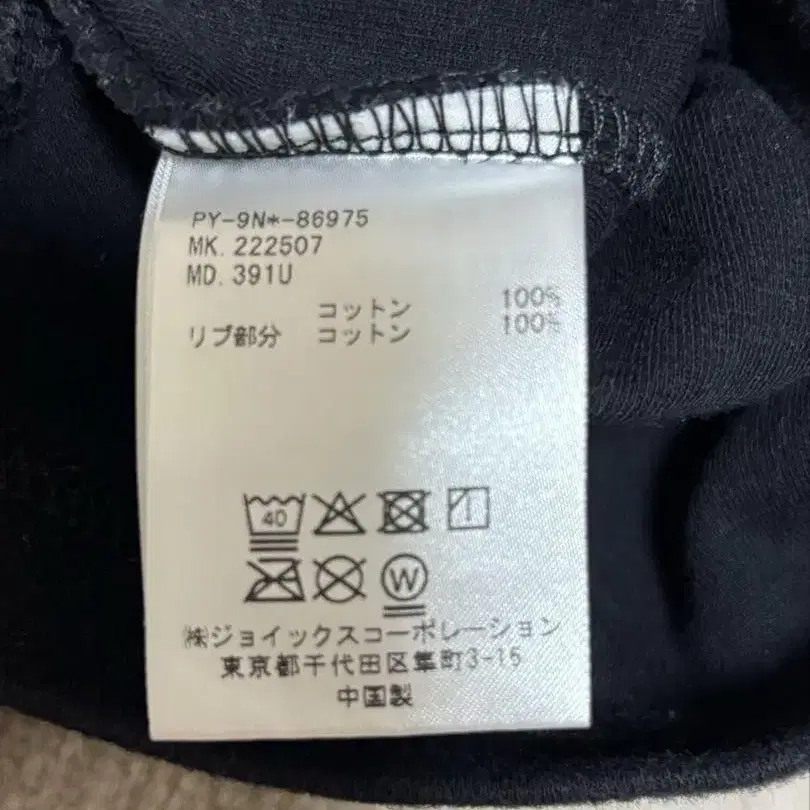 PY-9N*-86975
MK. 222507
MD. 391U
コットン 100%
リブ部分 コットン 100%
40
W
㈱ジョイックスコーポレーション
東京都千代田区隼町3-15
中国製